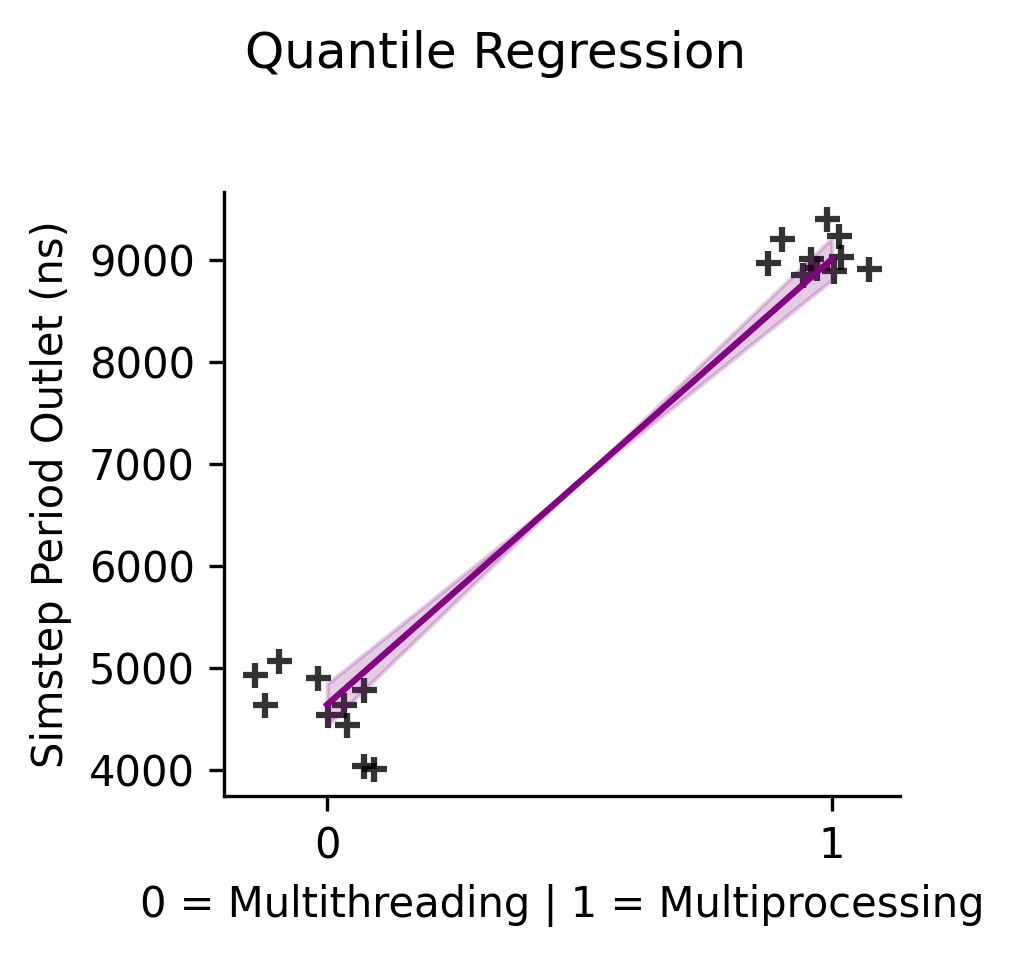 Quantile Regression
Simstep Period Outlet (ns)
9000
8000
7000
6000
5000
4000
0
1
0 = Multithreading | 1 = Multiprocessing